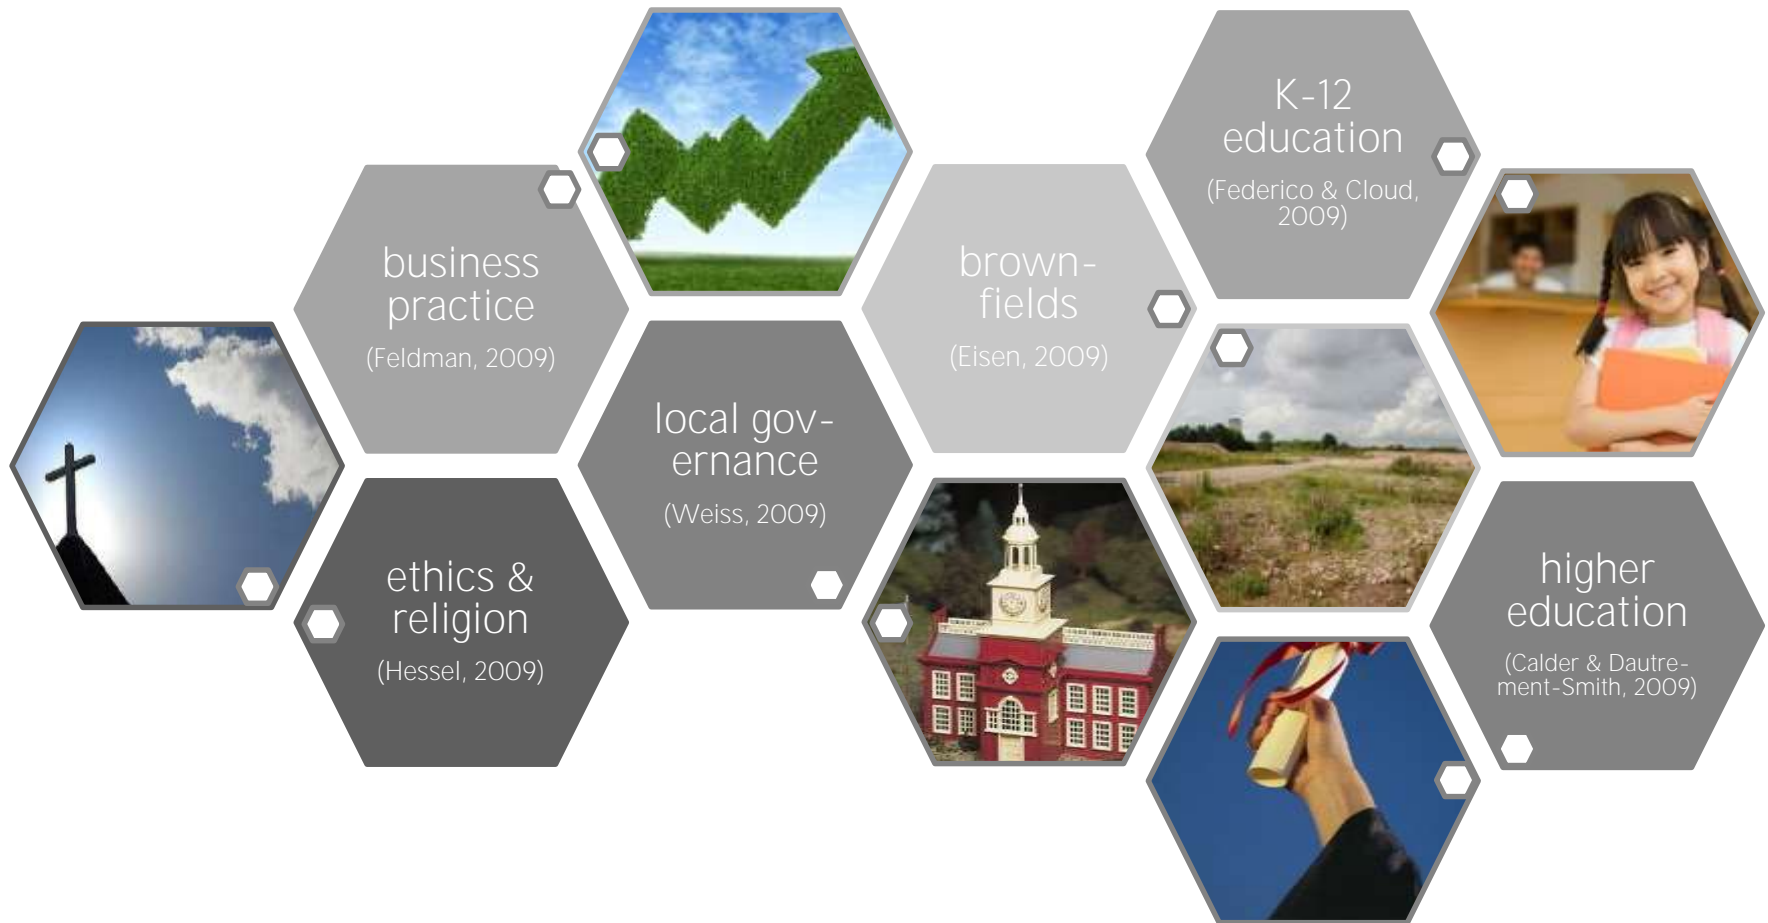 business
practice
(Feldman, 2009)
ethics &
religion
(Hessel, 2009)
local gov-
ernance
(Weiss, 2009)
brown-
fields
(Eisen, 2009)
K-12
education
(Federico & Cloud,
2009)
higher
education
(Calder & Dautre-
ment-Smith, 2009)